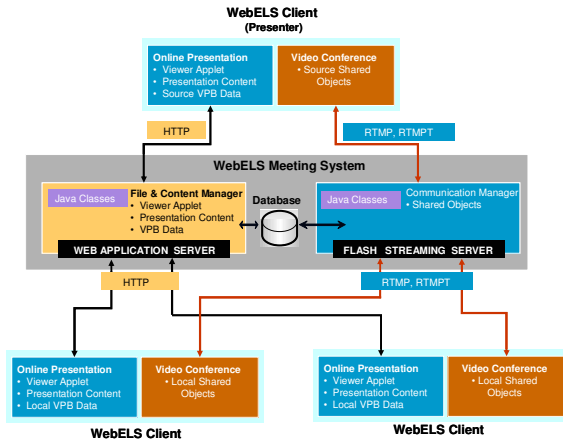 WebELS Client
(Presenter)
Online Presentation
• Viewer Applet
• Presentation Content
• Source VPB Data
Video Conference
• Source Shared
Objects
HTTP
RTMP, RTMPT
WebELS Meeting System
Java Classes
File & Content Manager
• Viewer Applet
• Presentation Content
• VPB Data
WEB APPLICATION SERVER
Database
Java Classes
Communication Manager
• Shared Objects
FLASH STREAMING SERVER
HTTP
RTMP, RTMPT
Online Presentation
• Viewer Applet
• Presentation Content
• Local VPB Data
Video Conference
• Local Shared
Objects
WebELS Client
Online Presentation
• Viewer Applet
• Presentation Content
• Local VPB Data
Video Conference
• Local Shared
Objects
WebELS Client